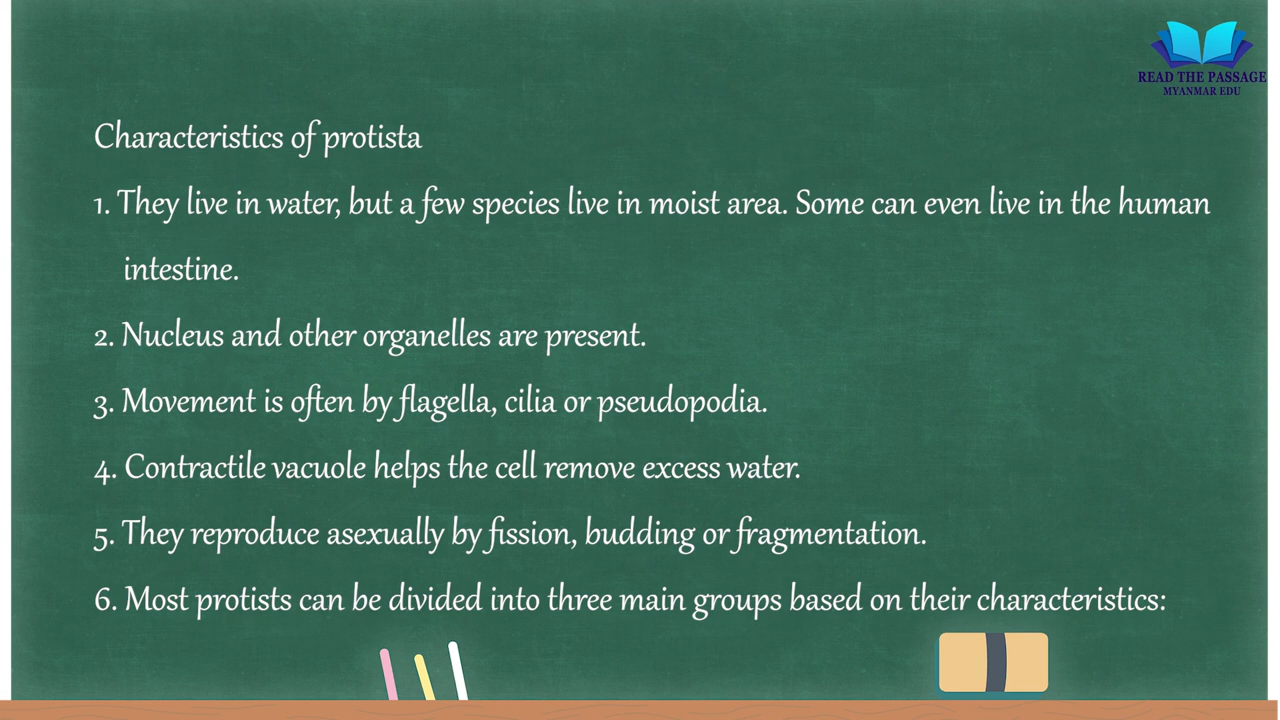 READ THE PASSAGE
MYANMAR EDU
Characteristics of protista
1. They live in water, but a few species live in moist area. Some can even live in the human
intestine.
2. Nucleus and other organelles are present.
3. Movement is often by flagella, cilia or pseudopodia.
4. Contractile vacuole helps the cell remove excess water.
5. They reproduce asexually by fission, budding or fragmentation.
6. Most protists can be divided into three main groups based on their characteristics: